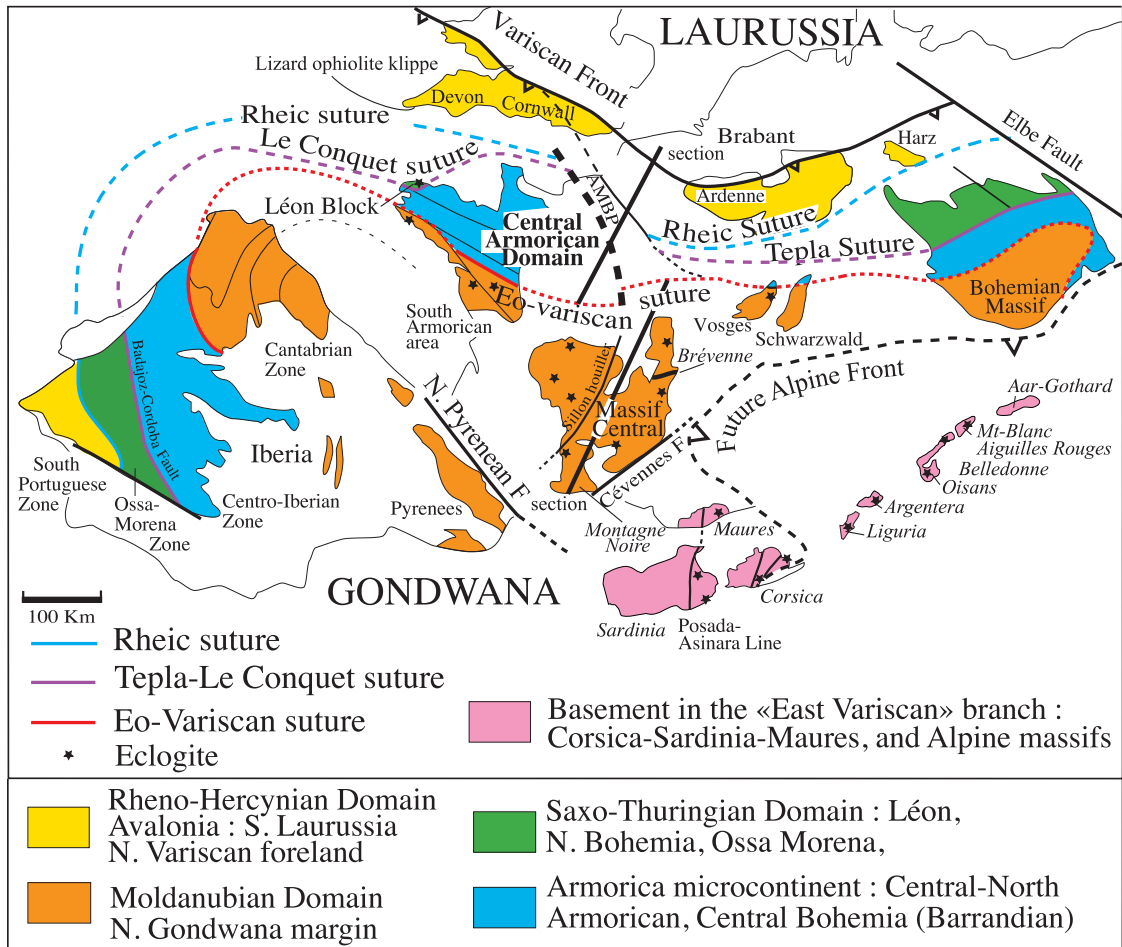 LAURUSSIA
Variscan Front
Lizard ophiolite klippe
Devon
Cornwall
Rheic suture
Le Conquet suture
Brabant
Harz
Elbe Fault
section
AMBP
Ardenne
Léon Block
Central
Armorican
Domain
Rheic Suture
Tepla Suture
Eo-variscan suture
Bohemian
Massif
South
Armorican
area
Vosges
Schwarzwald
Cantabrian
Zone
Brévenne
Badajoz-Cordoba Fault
Sillon houiller
Massif
Central
Future Alpine Front
Aar-Gothard
N. Pyrenean F.
Mt-Blanc
Aiguilles Rouges
Belledonne
Oisans
Iberia
Cévennes F.
South
Portuguese
Zone
Ossa-
Morena
Zone
Centro-Iberian
Zone
Pyrenees
section
Argentera
Montagne
Noire
Maures
Liguria
GONDWANA
100 Km
Corsica
Sardinia
Posada-
Asinara Line
Rheic suture
Tepla-Le Conquet suture
Eo-Variscan suture
Eclogite
Basement in the «East Variscan» branch :
Corsica-Sardinia-Maures, and Alpine massifs
Rheno-Hercynian Domain
Avalonia : S. Laurussia
N. Variscan foreland
Saxo-Thuringian Domain : Léon,
N. Bohemia, Ossa Morena,
Moldanubian Domain
N. Gondwana margin
Armorica microcontinent : Central-North
Armorican, Central Bohemia (Barrandian)